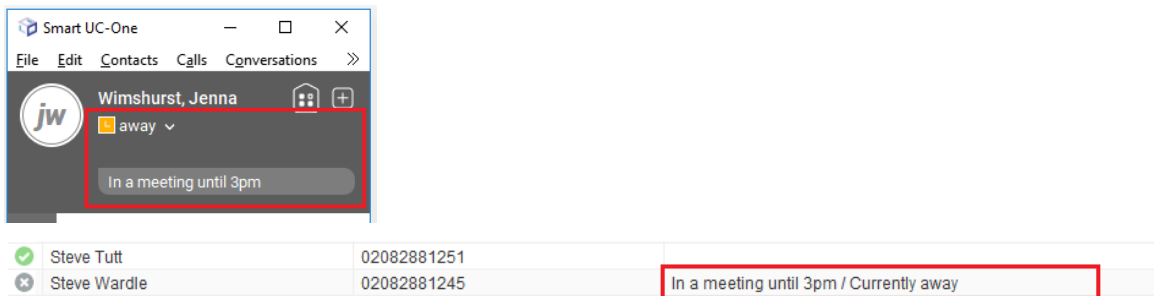 Smart UC-One
File Edit Contacts Calls Conversations »
jw
Wimshurst, Jenna
away
In a meeting until 3pm
Steve Tutt 02082881251
Steve Wardle 02082881245 In a meeting until 3pm / Currently away